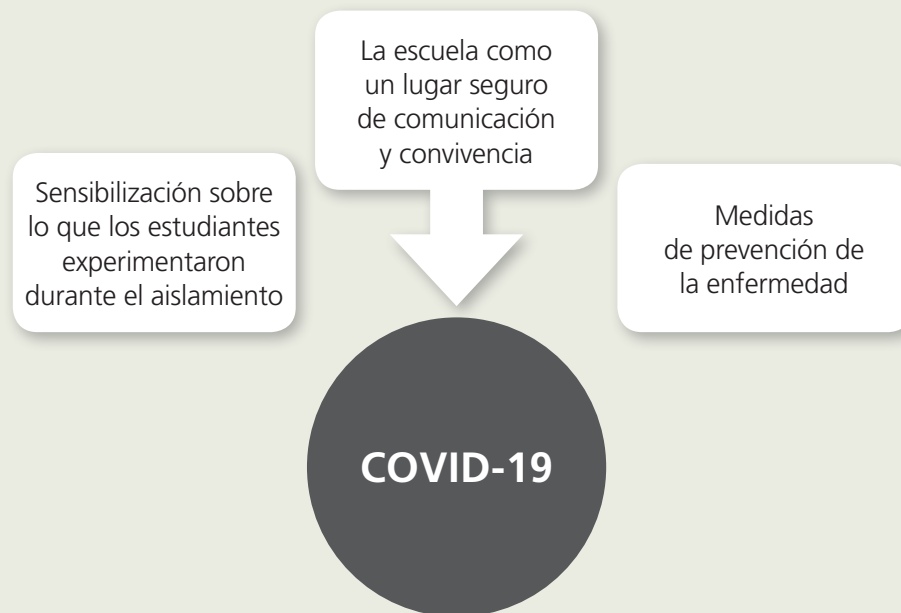 La escuela como
un lugar seguro
de comunicación
y convivencia
Sensibilización sobre
lo que los estudiantes
experimentaron
durante el aislamiento
Medidas
de prevención de
la enfermedad
COVID-19